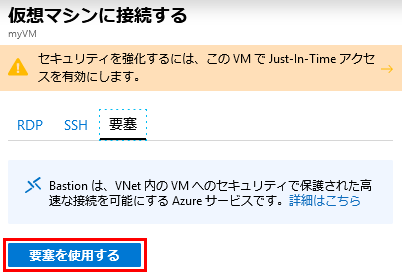 仮想マシンに接続する
myVM
セキュリティを強化するには、この VM で Just-In-Time アクセ
スを有効にします。
RDP SSH 要塞
Bastion は、VNet 内の VM へのセキュリティで保護された高
速な接続を可能にする Azure サービスです。詳細はこちら
要塞を使用する